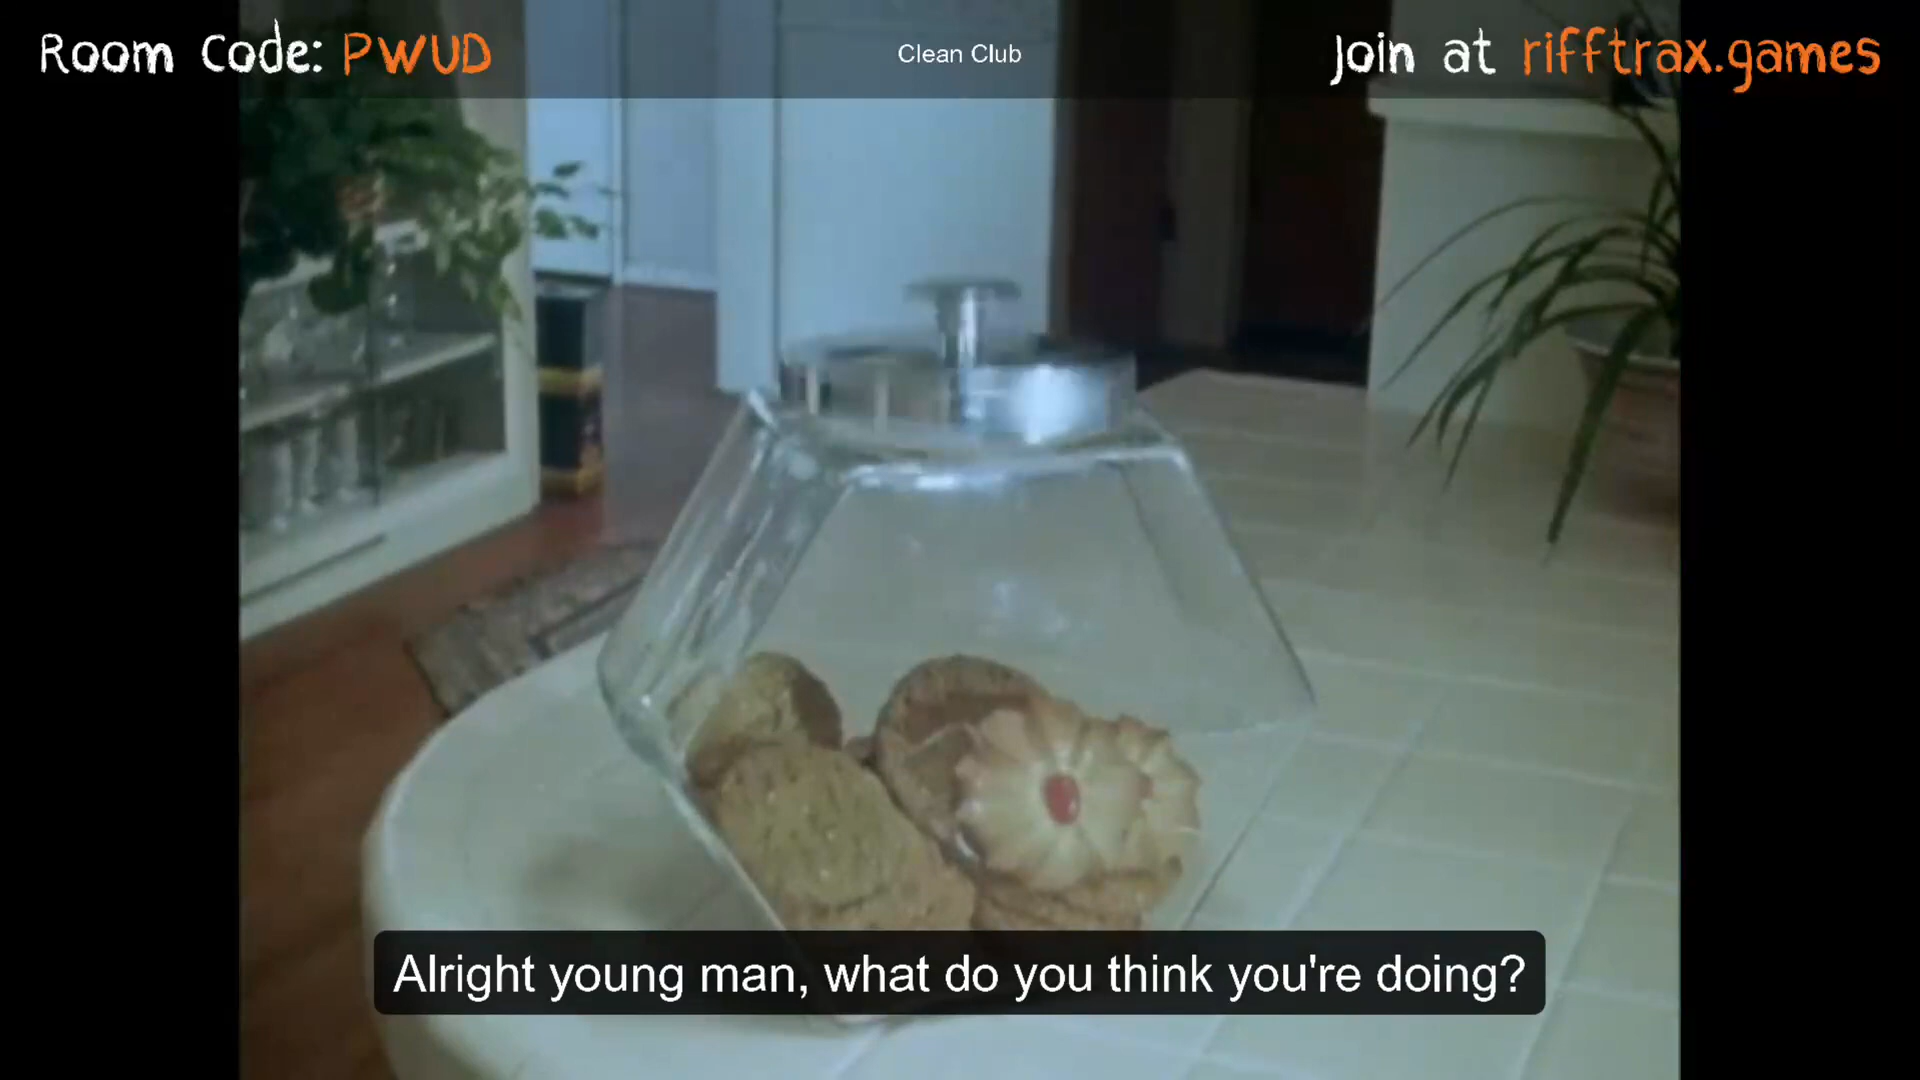 Room Code: PWUD
Clean Club
Join at rifftrax.games
Alright young man, what do you think you're doing?